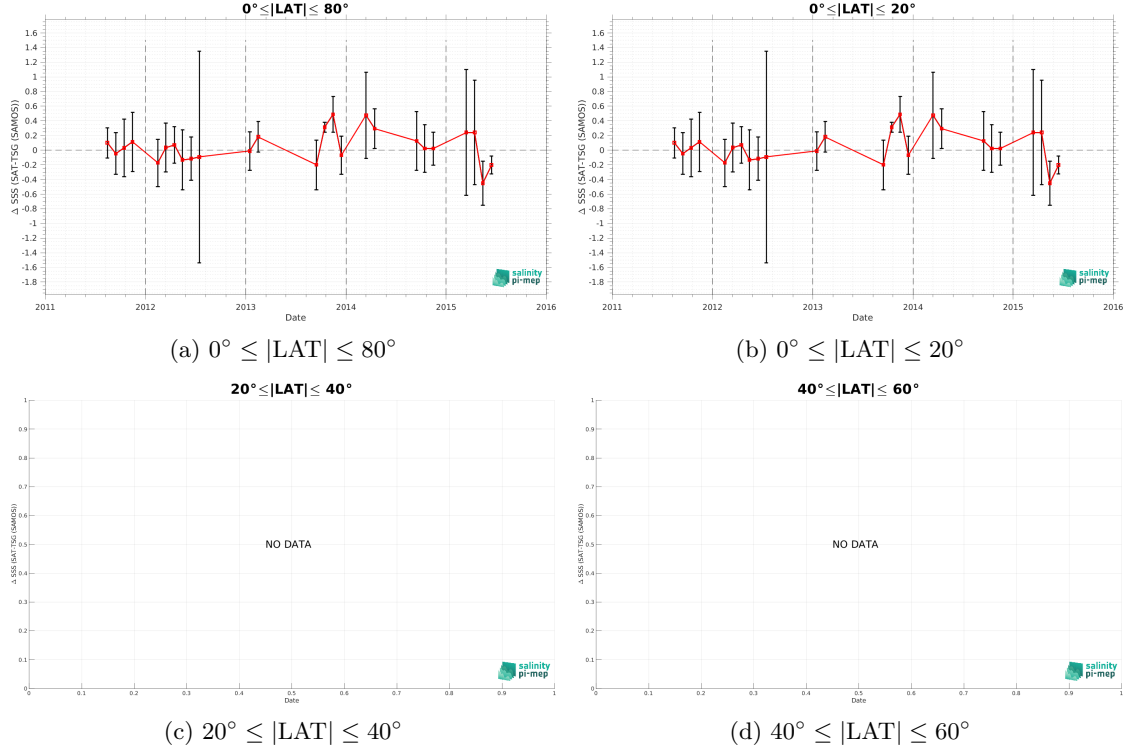 0°≤|LAT|≤ 80°
Δ SSS (SAT-TSG (SAMOS))
1.6
1.4
1.2
1
0.8
0.6
0.4
0.2
0
-0.2
-0.4
-0.6
-0.8
-1
-1.2
-1.4
-1.6
-1.8
salinity
pi-mep
2011 2012 2013 2014 2015 2016
Date
(a) 0° ≤ |LAT| ≤ 80°
0°≤|LAT|≤ 20°
Δ SSS (SAT-TSG (SAMOS))
1.6
1.4
1.2
1
0.8
0.6
0.4
0.2
0
-0.2
-0.4
-0.6
-0.8
-1
-1.2
-1.4
-1.6
-1.8
salinity
pi-mep
2011 2012 2013 2014 2015 2016
Date
(b) 0° ≤ |LAT| ≤ 20°
20°≤|LAT|≤ 40°
Δ SSS (SAT-TSG (SAMOS))
1
0.9
0.8
0.7
0.6
0.5
0.4
0.3
0.2
0.1
0
NO DATA
salinity
pi-mep
0 0.1 0.2 0.3 0.4 0.5 0.6 0.7 0.8 0.9 1
Date
(c) 20° ≤ |LAT| ≤ 40°
40°≤|LAT|≤ 60°
Δ SSS (SAT-TSG (SAMOS))
1
0.9
0.8
0.7
0.6
0.5
0.4
0.3
0.2
0.1
0
NO DATA
salinity
pi-mep
0 0.1 0.2 0.3 0.4 0.5 0.6 0.7 0.8 0.9 1
Date
(d) 40° ≤ |LAT| ≤ 60°